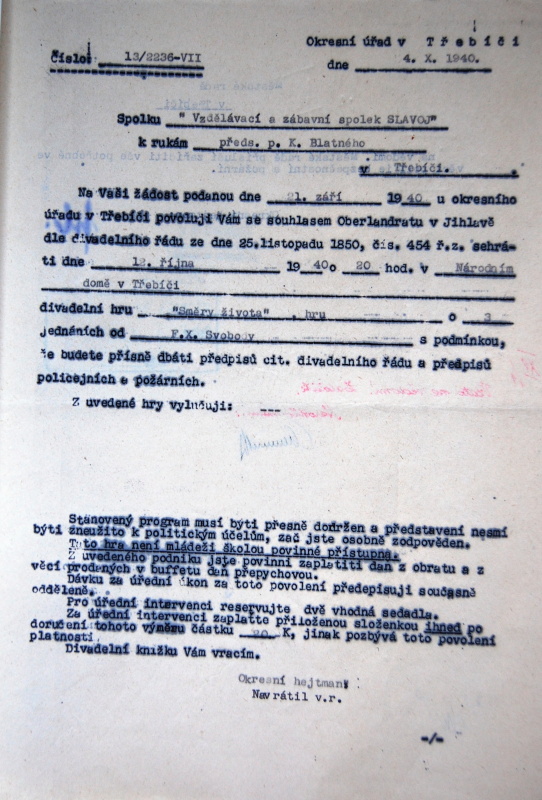 Okresní úřad v Třebíči
Číslo: 13/2236-VII
dne 4. X. 1940.
Spolku " Vzdělávací a zábavní spolek SLAVOJ"
k rukám předs. p. K. Blatného
v Třebíči.
Na Vaši žádost podanou dne 21. září 1940 u okresního
úřadu v Třebíči povoluji Vám se souhlasem Oberlandratu v Jihlavě
dle divadelního řádu ze dne 25.listopadu 1850, čís. 454 ř.z. sehrá-
ti dne 12. října 1940 o 20 hod. v Národním
domě v Třebíči
divadelní hru "Směry života" , hru o 3
jednáních od F.X. Svobody s podmínkou,
že budete přísně dbáti předpisů cit. divadelního řádu a předpisů
policejních a požárních.
Z uvedené hry vylučuji: ---
Stanovený program musí býti přesně dodržen a představení nesmí
býti zneužito k politickým účelům, zač jste osobně zodpověden.
Tato hra není mládeži školou povinné přístupna.
Z uvedeného podniku jste povinni zaplatiti daň z obratu a z
věcí prodaných v buffetu daň přepychovou.
Dávku za úřední úkon za toto povolení předepisuji současně
odděleně.
Pro úřední intervenci reservujte dvě vhodná sedadla.
Za úřední intervenci zaplaťte přiloženou složenkou ihned po
doručení tohoto výměru částku K, jinak pozbývá toto povolení
platnosti.
Divadelní knížku Vám vracím.
Okresní hejtman:
Navrátil v.r.
-/-